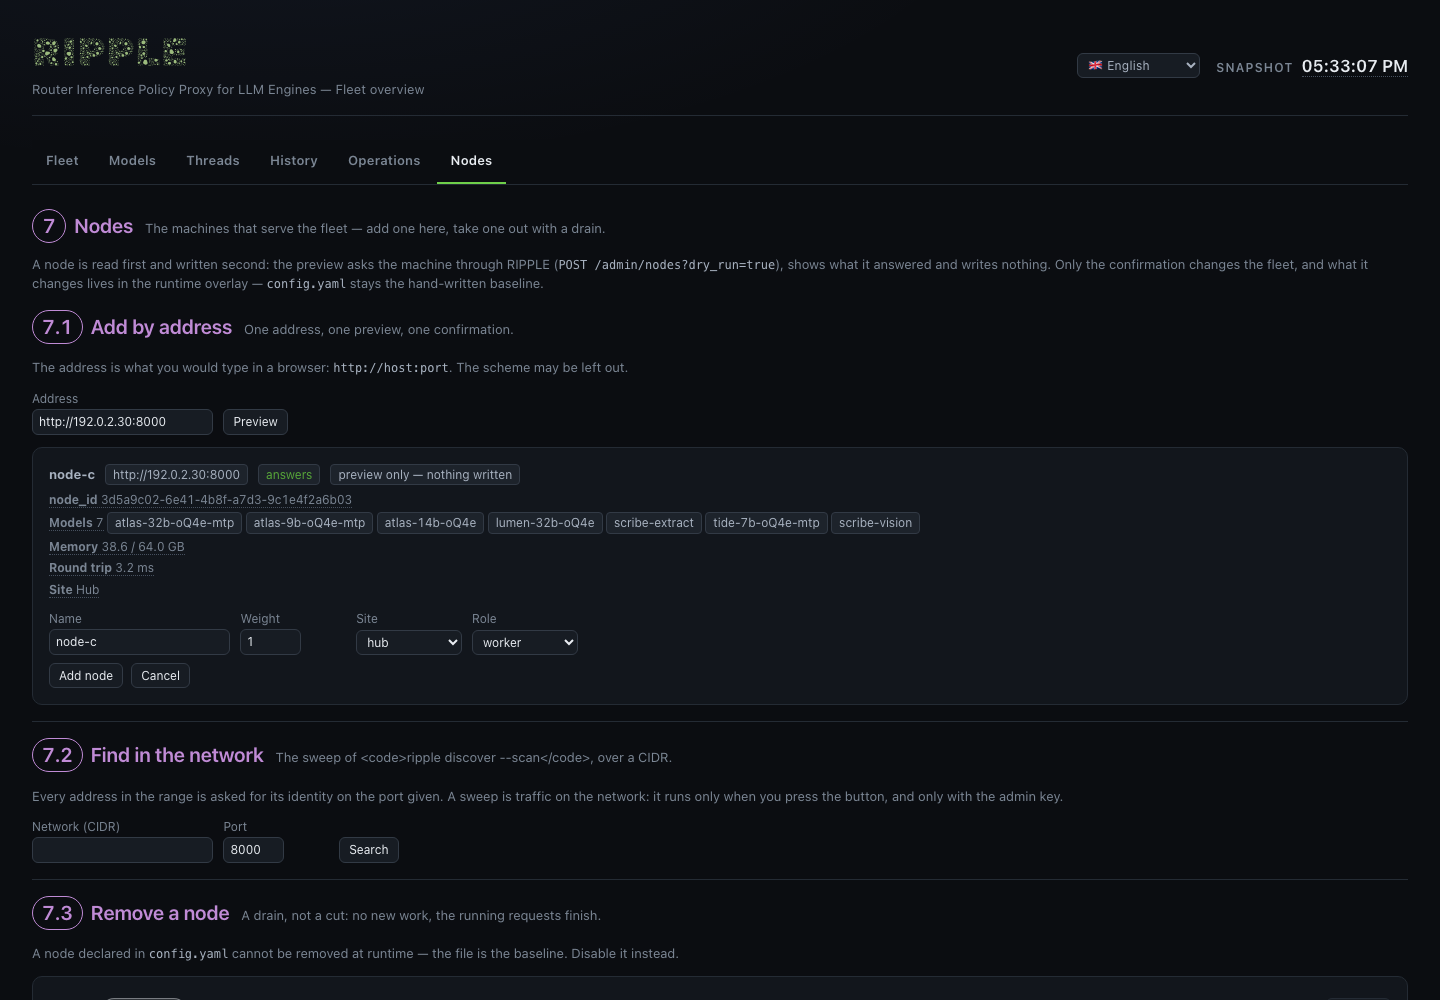 RIPPLE
Router Inference Policy Proxy for LLM Engines — Fleet overview
English
SNAPSHOT 05:33:07 PM
Fleet Models Threads History Operations Nodes
7 Nodes The machines that serve the fleet — add one here, take one out with a drain.
A node is read first and written second: the preview asks the machine through RIPPLE (POST /admin/nodes?dry_run=true), shows what it answered and writes nothing. Only the confirmation changes the fleet, and what it
changes lives in the runtime overlay — config.yaml stays the hand-written baseline.
7.1 Add by address One address, one preview, one confirmation.
The address is what you would type in a browser: http://host:port. The scheme may be left out.
Address
http://192.0.2.30:8000 Preview
node-c http://192.0.2.30:8000 answers preview only — nothing written
node_id 3d5a9c02-6e41-4b8f-a7d3-9c1e4f2a6b03
Models 7 atlas-32b-oQ4e-mtp atlas-9b-oQ4e-mtp atlas-14b-oQ4e lumen-32b-oQ4e scribe-extract tide-7b-oQ4e-mtp scribe-vision
Memory 38.6 / 64.0 GB
Round trip 3.2 ms
Site Hub
Name Weight Site Role
node-c 1 hub worker
Add node Cancel
7.2 Find in the network The sweep of <code>ripple discover --scan</code>, over a CIDR.
Every address in the range is asked for its identity on the port given. A sweep is traffic on the network: it runs only when you press the button, and only with the admin key.
Network (CIDR) Port
8000 Search
7.3 Remove a node A drain, not a cut: no new work, the running requests finish.
A node declared in config.yaml cannot be removed at runtime — the file is the baseline. Disable it instead.